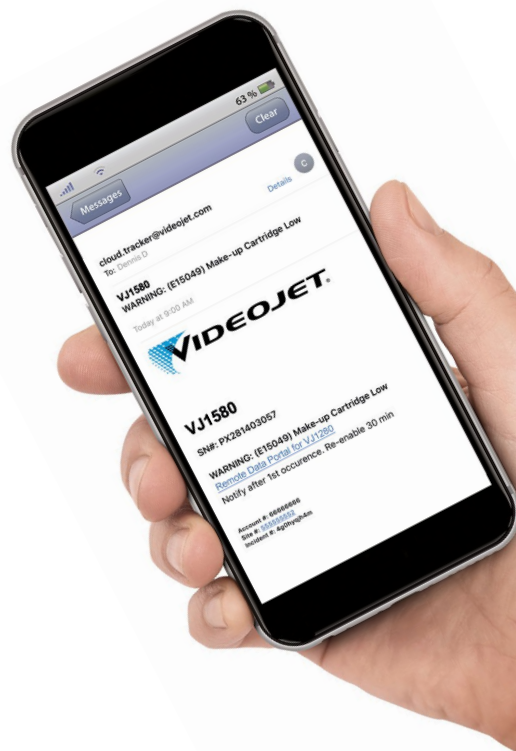 63 %
Messages
Clear
cloud.tracker@videojet.com
To: Dennis D
Details
C
VJ1580
WARNING: (E15049) Make-up Cartridge Low
Today at 9:00 AM
VIDEOJET.
VJ1580
SN#: PX281403057
WARNING: (E15049) Make-up Cartridge Low
Remote Data Portal for VJ1280
Notify after 1st occurence. Re-enable 30 min
Account #: 66666666
Site #: 555555552
Incident #: 4g0hyqjh4m